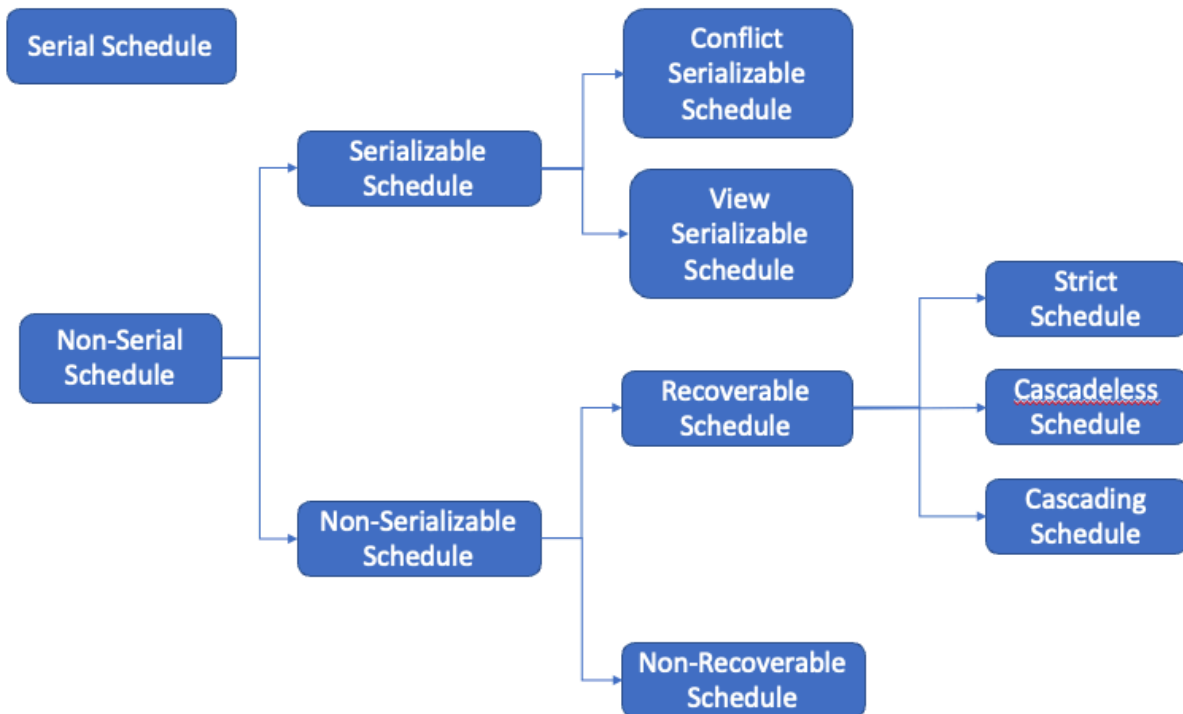 Serial Schedule
Conflict
Serializable
Schedule
Serializable
Schedule
View
Serializable
Schedule
Non-Serial
Schedule
Strict
Schedule
Recoverable
Schedule
Cascadeless
Schedule
Non-Serializable
Schedule
Cascading
Schedule
Non-Recoverable
Schedule